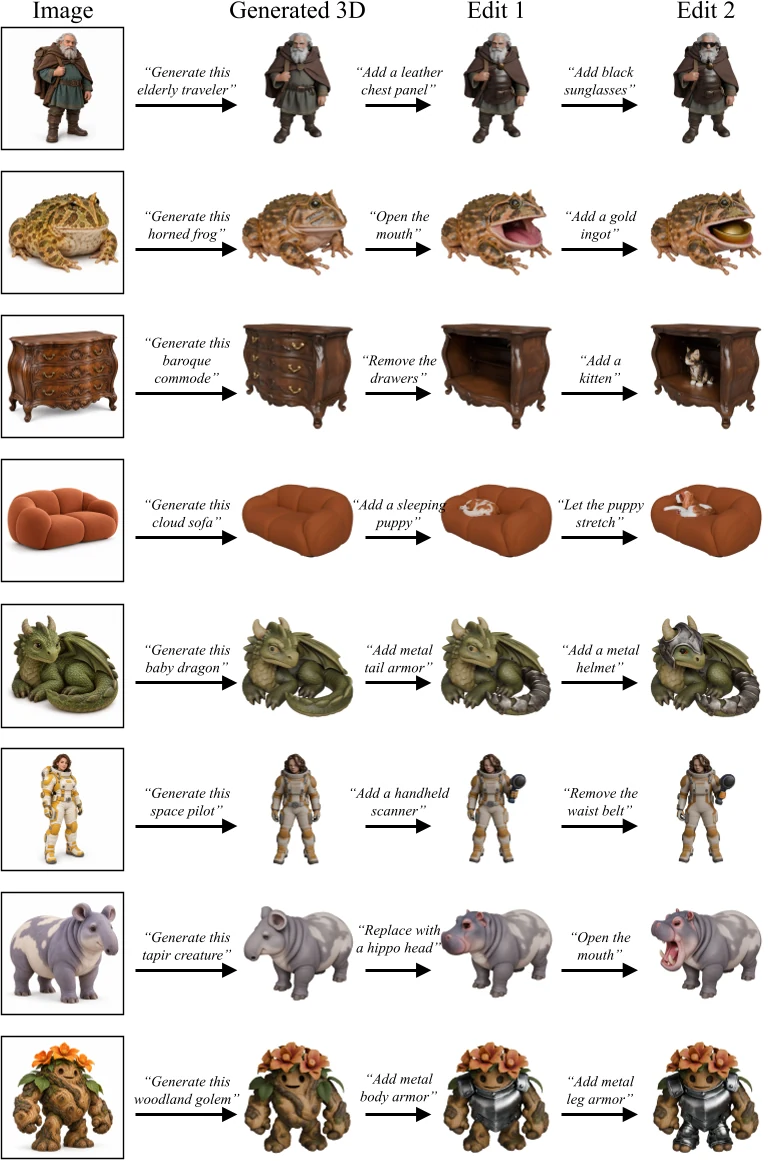 Image
Generated 3D
Edit 1
Edit 2
“Generate this
elderly traveler”
“Add a leather
chest panel”
“Add black
sunglasses”
“Generate this
horned frog”
“Open the
mouth”
“Add a gold
ingot”
“Generate this
baroque
commode”
“Remove the
drawers”
“Add a
kitten”
“Generate this
cloud sofa”
“Add a sleeping
puppy”
“Let the puppy
stretch”
“Generate this
baby dragon”
“Add metal
tail armor”
“Add a metal
helmet”
“Generate this
space pilot”
“Add a handheld
scanner”
“Remove the
waist belt”
“Generate this
tapir creature”
“Replace with
a hippo head”
“Open the
mouth”
“Generate this
woodland golem”
“Add metal
body armor”
“Add metal
leg armor”